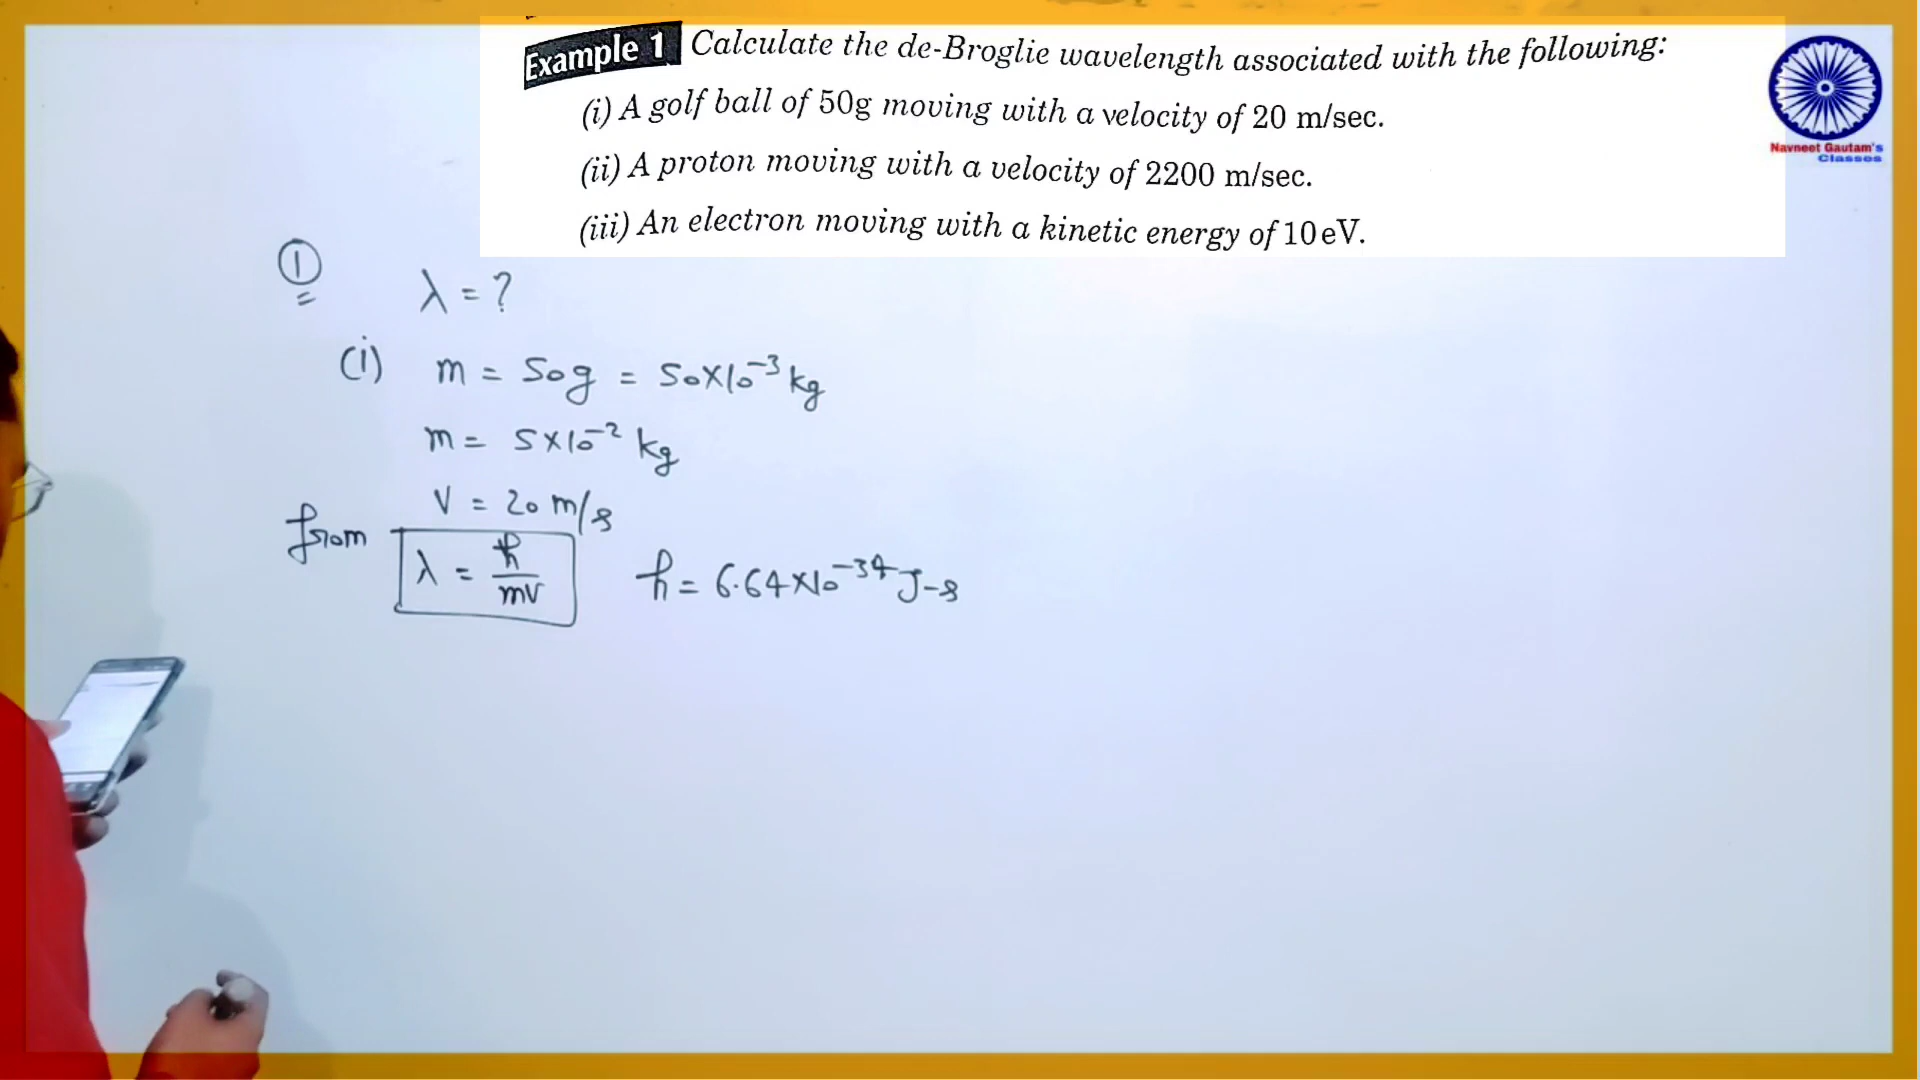 Example 1 Calculate the de-Broglie wavelength associated with the following:
(i) A golf ball of 50g moving with a velocity of 20 m/sec.
(ii) A proton moving with a velocity of 2200 m/sec.
(iii) An electron moving with a kinetic energy of 10 eV.
Navneet Gautam's
Classes
① λ = ?
(i) m = 50g = 50×10⁻³ kg
m = 5×10⁻² kg
V = 20 m/s
from λ = h/mV h = 6.64×10⁻³⁴ J-s